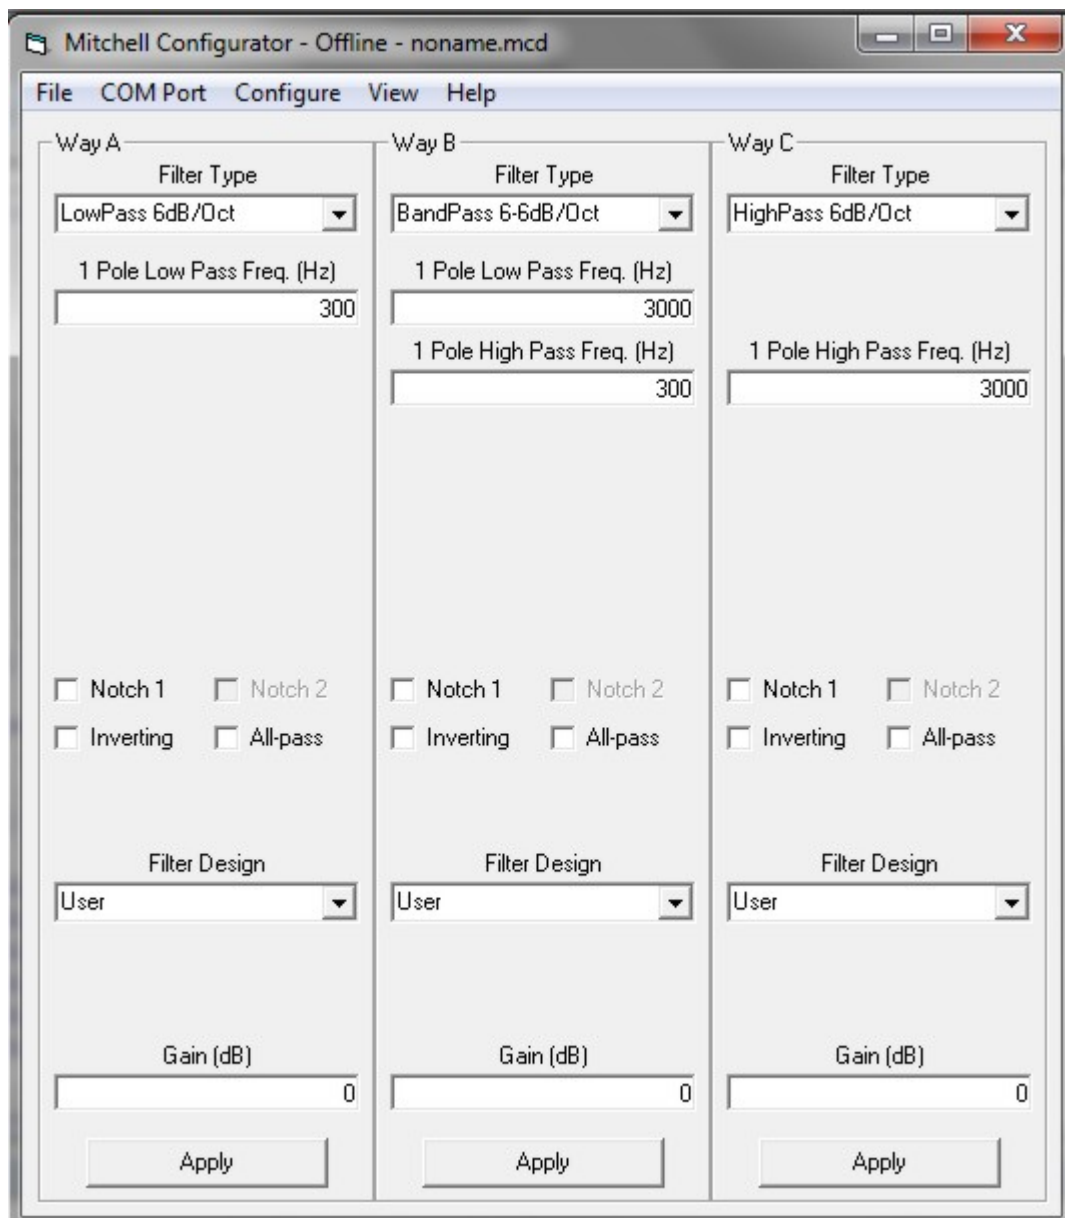 Mitchell Configurator - Offline - noname.mcd
File COM Port Configure View Help
Way A
Filter Type
LowPass 6dB/Oct
1 Pole Low Pass Freq. (Hz)
300
Notch 1 Notch 2
Inverting All-pass
Filter Design
User
Gain (dB)
0
Apply
Way B
Filter Type
BandPass 6-6dB/Oct
1 Pole Low Pass Freq. (Hz)
3000
1 Pole High Pass Freq. (Hz)
300
Notch 1 Notch 2
Inverting All-pass
Filter Design
User
Gain (dB)
0
Apply
Way C
Filter Type
HighPass 6dB/Oct
1 Pole High Pass Freq. (Hz)
3000
Notch 1 Notch 2
Inverting All-pass
Filter Design
User
Gain (dB)
0
Apply